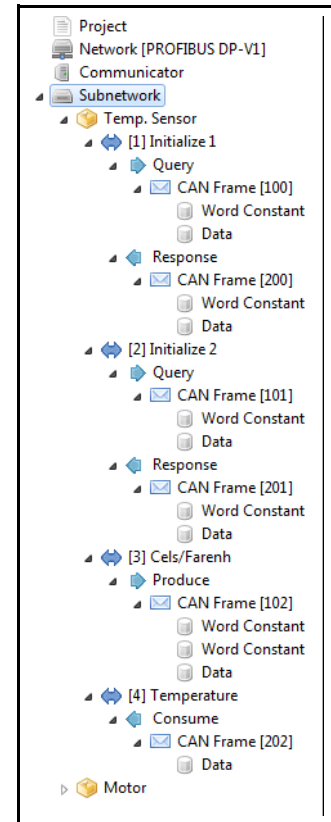 Project
Network [PROFIBUS DP-V1]
Communicator
Subnetwork
Temp. Sensor
[1] Initialize 1
Query
CAN Frame [100]
Word Constant
Data
Response
CAN Frame [200]
Word Constant
Data
[2] Initialize 2
Query
CAN Frame [101]
Word Constant
Data
Response
CAN Frame [201]
Word Constant
Data
[3] Cels/Farenh
Produce
CAN Frame [102]
Word Constant
Word Constant
Data
[4] Temperature
Consume
CAN Frame [202]
Data
Motor